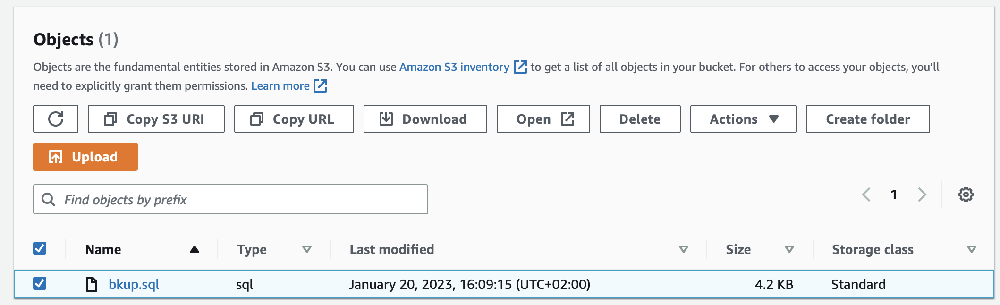 Objects (1)
Objects are the fundamental entities stored in Amazon S3. You can use Amazon S3 inventory to get a list of all objects in your bucket. For others to access your objects, you’ll
need to explicitly grant them permissions. Learn more
Copy S3 URI Copy URL Download Open Delete Actions Create folder
Upload
Find objects by prefix 1
Name Type Last modified Size Storage class
bkup.sql sql January 20, 2023, 16:09:15 (UTC+02:00) 4.2 KB Standard